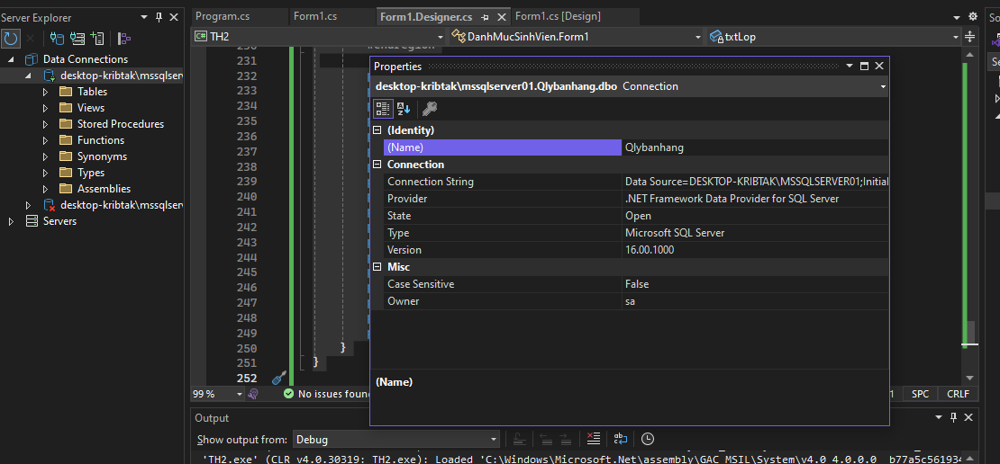 Server Explorer
Program.cs
Form1.cs
Form1.Designer.cs
Form1.cs [Design]
TH2
DanhMucSinhVien.Form1
txtLop
Data Connections
desktop-kribtak\mssqlserv
Tables
Views
Stored Procedures
Functions
Synonyms
Types
Assemblies
desktop-kribtak\mssqlserv
Servers
231
232
233
234
235
236
237
238
239
240
241
242
243
244
245
246
247
248
249
250 }
251 }
252
Properties
desktop-kribtak\mssqlserver01.Qlybanhang.dbo Connection
(Identity)
(Name) Qlybanhang
Connection
Connection String Data Source=DESKTOP-KRIBTAK\MSSQLSERVER01;Initial
Provider .NET Framework Data Provider for SQL Server
State Open
Type Microsoft SQL Server
Version 16.00.1000
Misc
Case Sensitive False
Owner sa
(Name)
99 %
No issues found
SPC
CRLF
Output
Show output from: Debug
'TH2.exe' (CLR v4.0.30319: TH2.exe): Loaded 'C:\Windows\Microsoft.Net\assembly\GAC_MSIL\System\v4.0_4.0.0.0__b77a5c561934